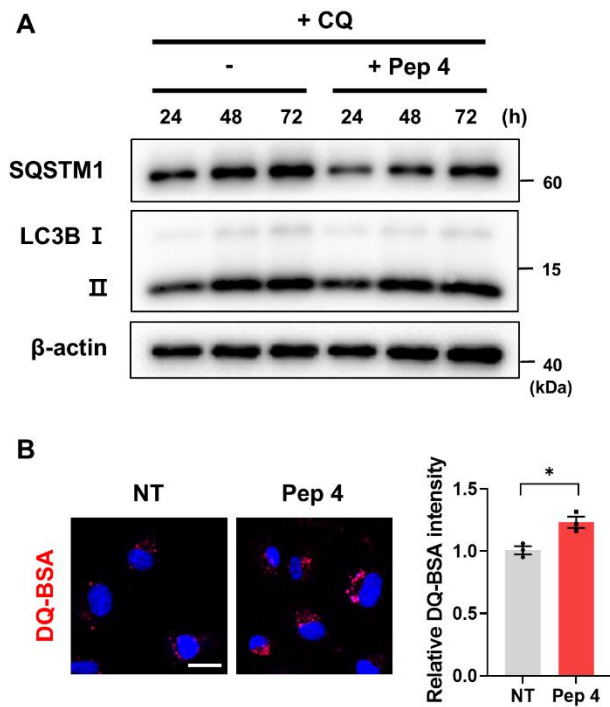 A
+ CQ
- + Pep 4
24 48 72 24 48 72 (h)
SQSTM1
60
LC3B Ⅰ
15
Ⅱ
β-actin
40
(kDa)
B
NT Pep 4
DQ-BSA
Relative DQ-BSA intensity
*
1.5
1.0
0.5
0.0
NT Pep 4